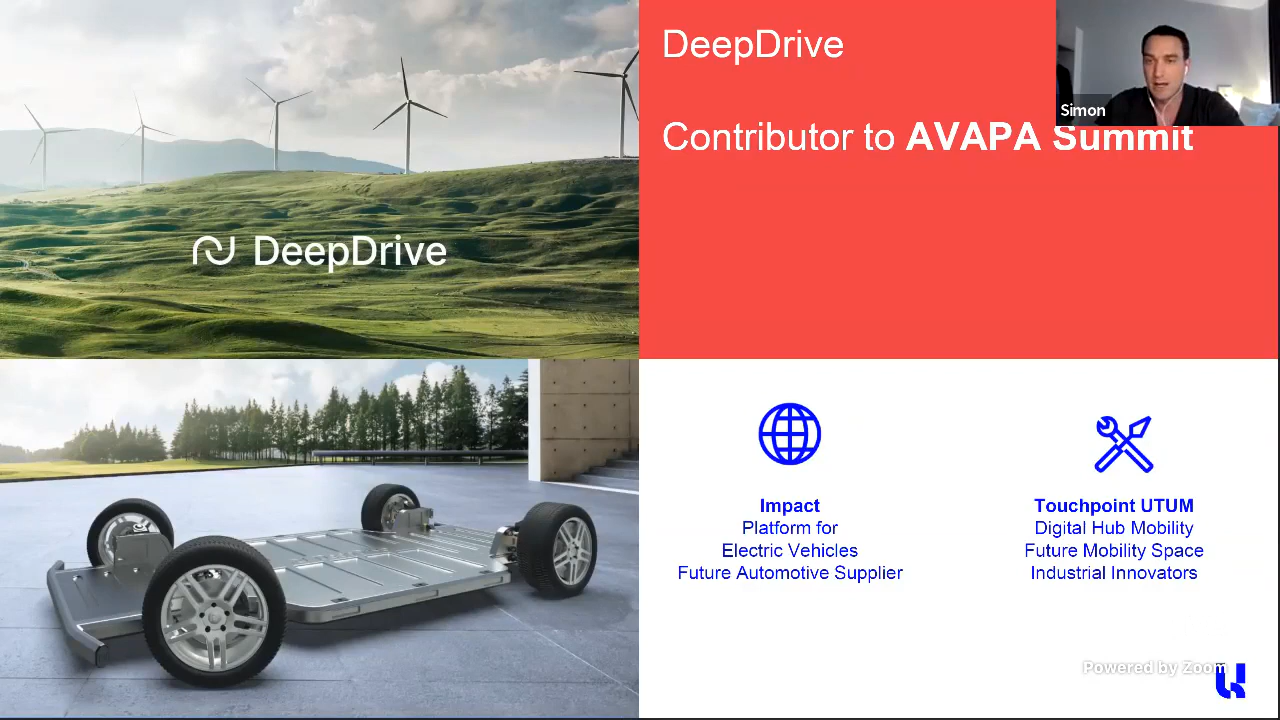 DeepDrive
Contributor to AVAPA Summit
Simon
DeepDrive
Impact
Platform for
Electric Vehicles
Future Automotive Supplier
Touchpoint UTUM
Digital Hub Mobility
Future Mobility Space
Industrial Innovators
Powered by Zoom